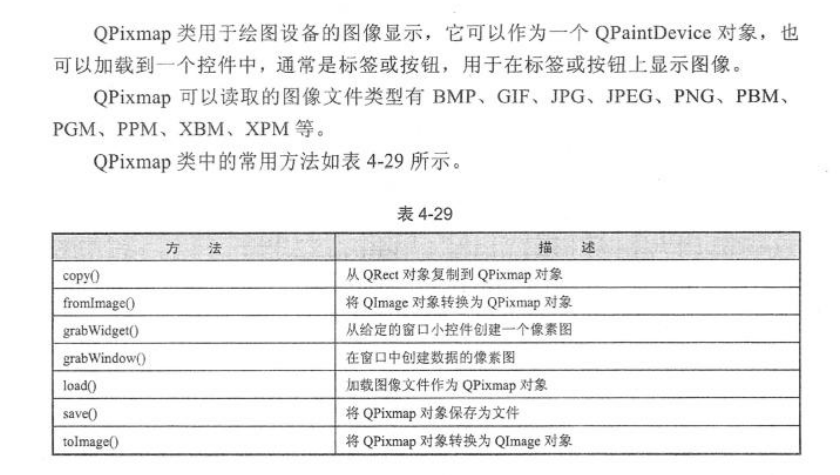 QPixmap 类用于绘图设备的图像显示，它可以作为一个 QPaintDevice 对象，也
可以加载到一个控件中，通常是标签或按钮，用于在标签或按钮上显示图像。
QPixmap 可以读取的图像文件类型有 BMP、GIF、JPG、JPEG、PNG、PBM、
PGM、PPM、XBM、XPM 等。
QPixmap 类中的常用方法如表 4-29 所示。
表 4-29
方 法 描 述
copy() 从 QRect 对象复制到 QPixmap 对象
fromImage() 将 QImage 对象转换为 QPixmap 对象
grabWidget() 从给定的窗口小控件创建一个像素图
grabWindow() 在窗口中创建数据的像素图
load() 加载图像文件作为 QPixmap 对象
save() 将 QPixmap 对象保存为文件
toImage() 将 QPixmap 对象转换为 QImage 对象